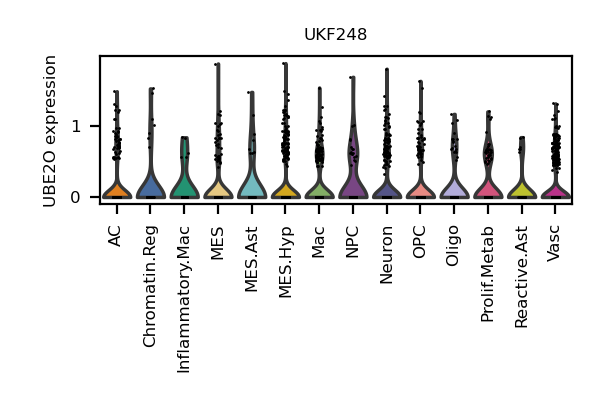 UKF248
UBE2O expression
1
0
AC
Chromatin.Reg
Inflammatory.Mac
MES
MES.Ast
MES.Hyp
Mac
NPC
Neuron
OPC
Oligo
Prolif.Metab
Reactive.Ast
Vasc